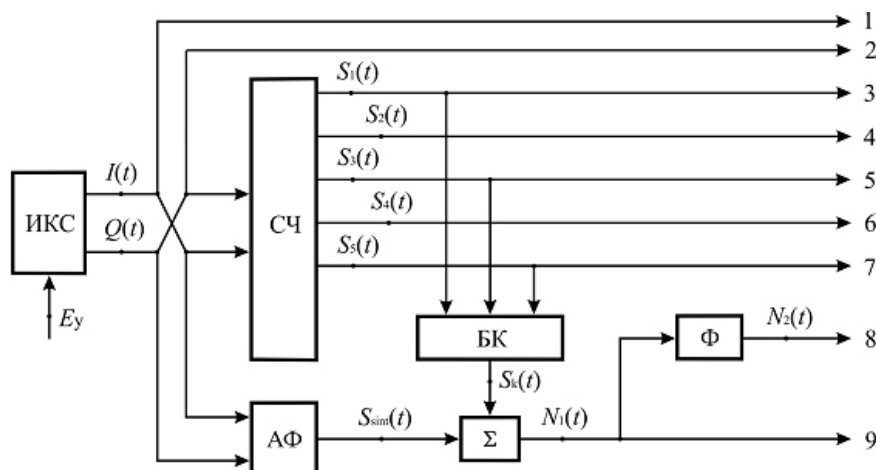 1
2
S₁(t)
3
S₂(t)
4
S₃(t)
5
I(t)
ИКС
СЧ
S₄(t)
6
Q(t)
S₅(t)
7
Eу
БК
Ф
N₂(t)
8
Sk(t)
АФ
Ssint(t)
Σ
N₁(t)
9